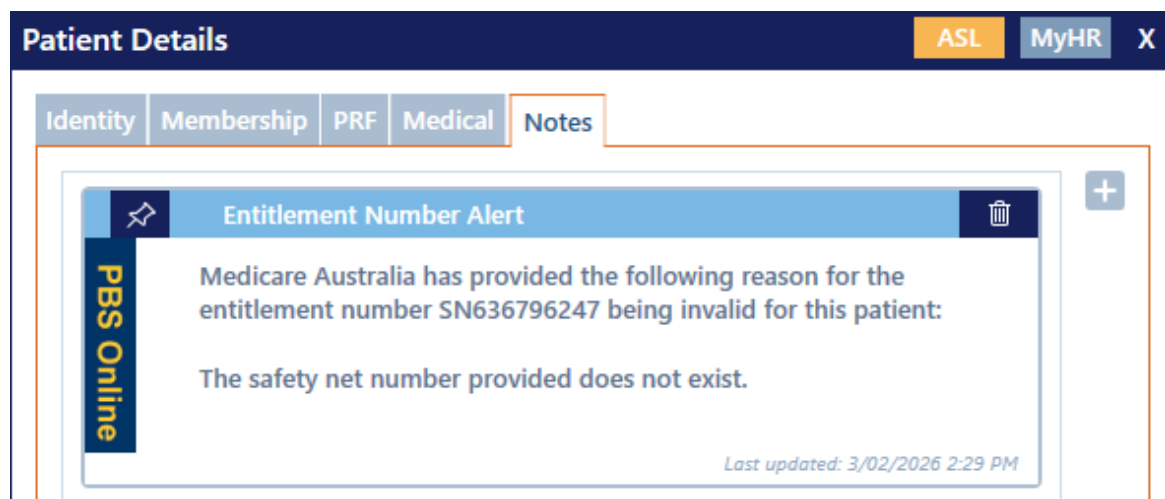 Patient Details
ASL
MyHR
X
Identity
Membership
PRF
Medical
Notes
+
Entitlement Number Alert
PBS Online
Medicare Australia has provided the following reason for the
entitlement number SN636796247 being invalid for this patient:
The safety net number provided does not exist.
Last updated: 3/02/2026 2:29 PM